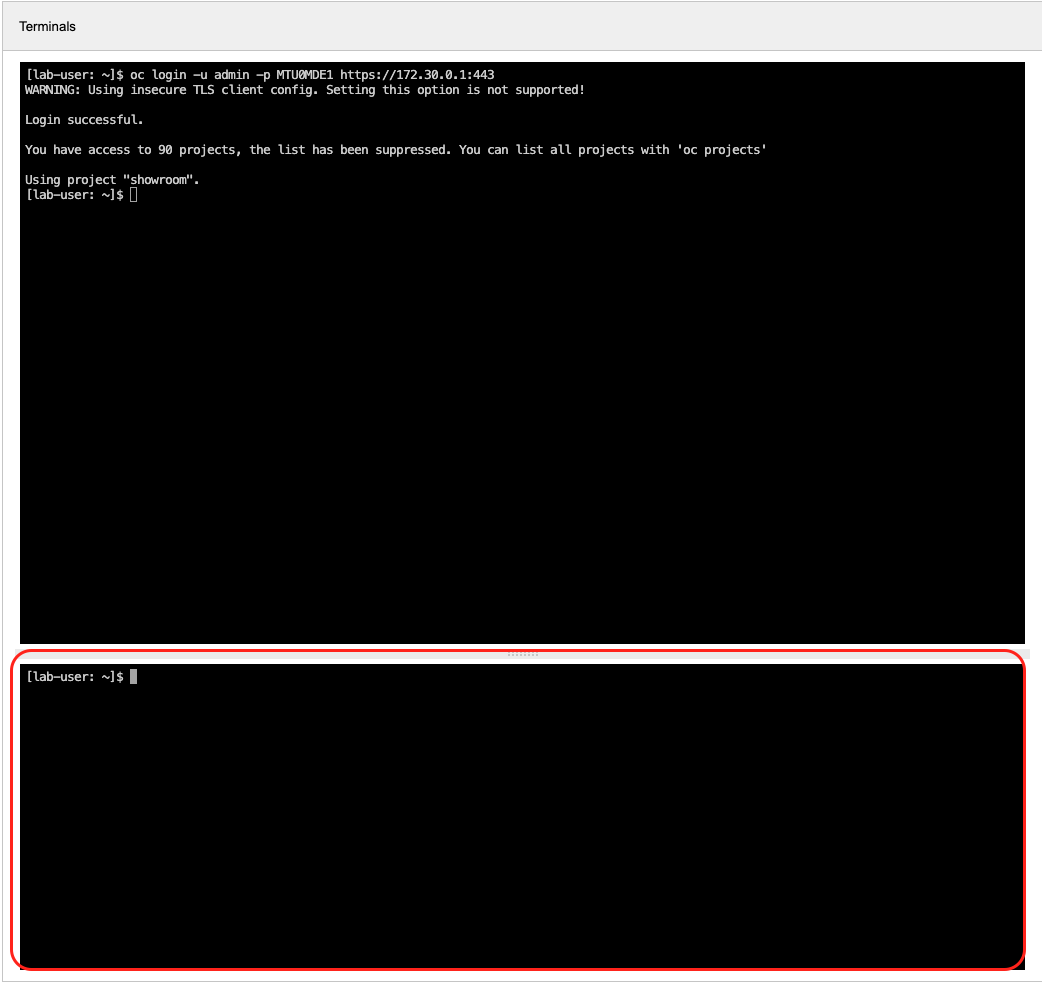 Terminals
[lab-user: ~]$ oc login -u admin -p MTU0MDE1 https://172.30.0.1:443
WARNING: Using insecure TLS client config. Setting this option is not supported!
Login successful.
You have access to 90 projects, the list has been suppressed. You can list all projects with 'oc projects'
Using project "showroom".
[lab-user: ~]$
[lab-user: ~]$